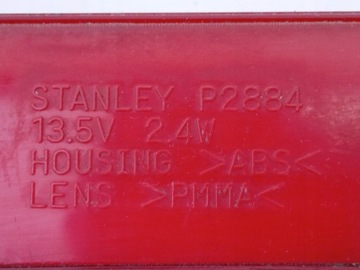 STANLEY P2884
13.5V 2.4W
HOUSING >ABS<
LENS >PMMA<